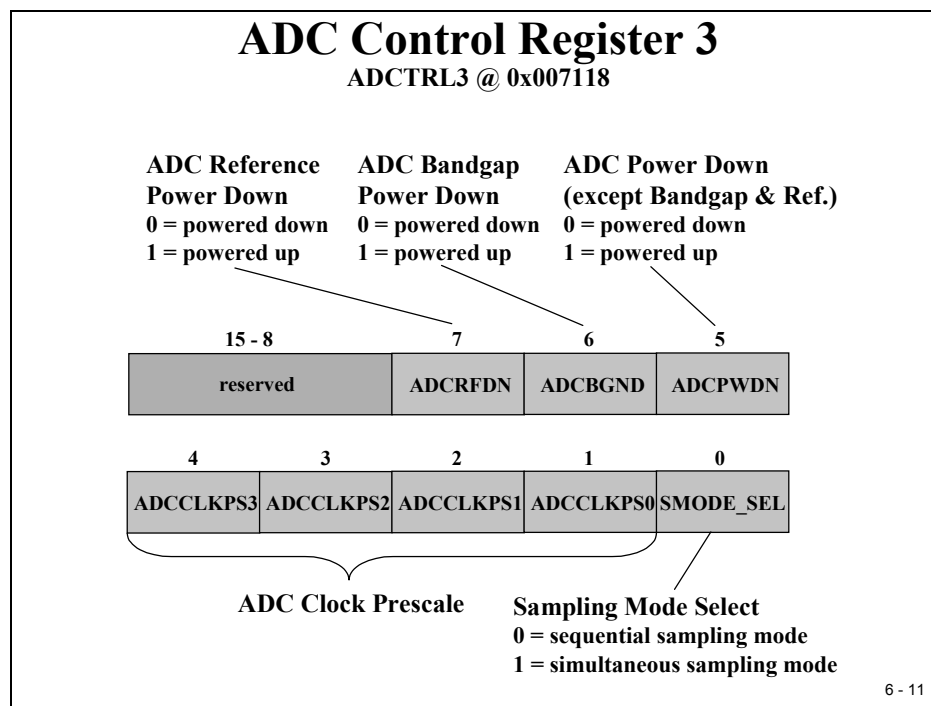 ADC Control Register 3
ADCTRL3 @ 0x007118
ADC Reference
Power Down
0 = powered down
1 = powered up
ADC Bandgap
Power Down
0 = powered down
1 = powered up
ADC Power Down
(except Bandgap & Ref.)
0 = powered down
1 = powered up
15 - 8 7 6 5
reserved ADCRFDN ADCBGND ADCPWDN
4 3 2 1 0
ADCCLKPS3 ADCCLKPS2 ADCCLKPS1 ADCCLKPS0 SMODE_SEL
ADC Clock Prescale
Sampling Mode Select
0 = sequential sampling mode
1 = simultaneous sampling mode
6 - 11